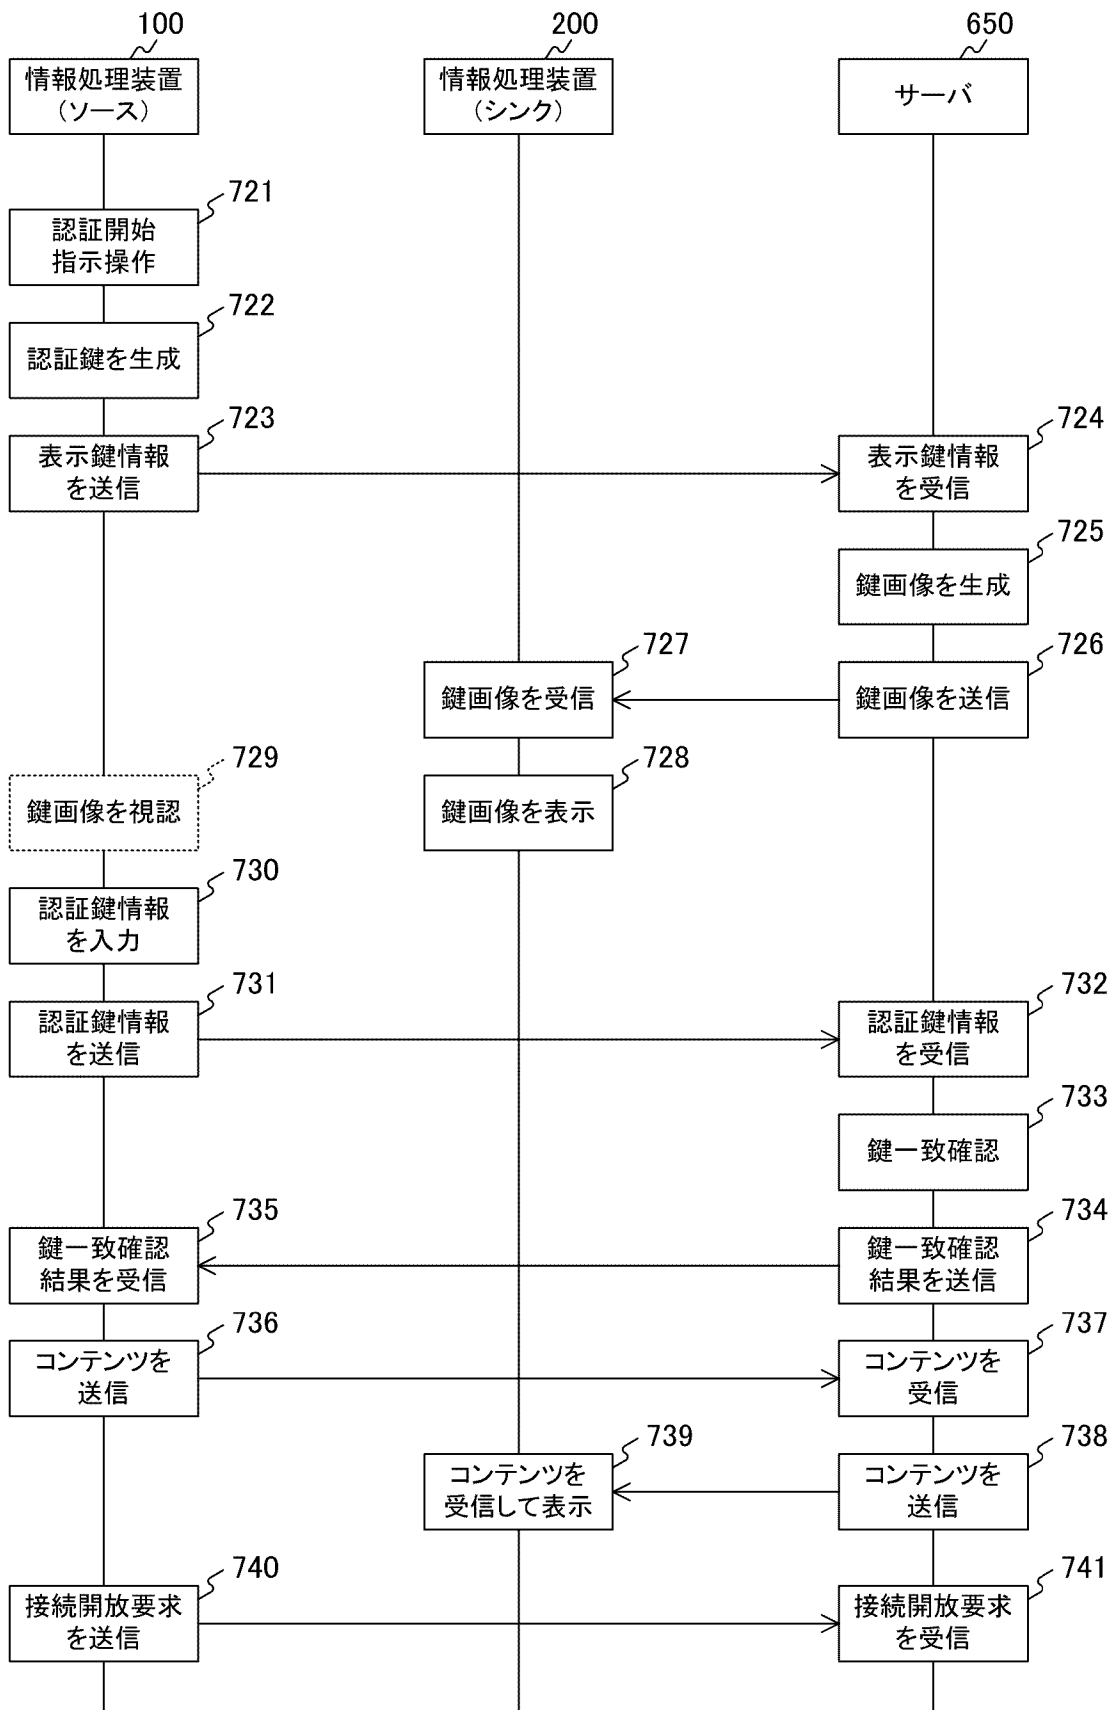 100
200
650
情報処理装置
（ソース）
情報処理装置
（シンク）
サーバ
721
認証開始
指示操作
722
認証鍵を生成
723
表示鍵情報
を送信
724
表示鍵情報
を受信
725
鍵画像を生成
726
鍵画像を送信
727
鍵画像を受信
728
鍵画像を表示
729
鍵画像を視認
730
認証鍵情報
を入力
731
認証鍵情報
を送信
732
認証鍵情報
を受信
733
鍵一致確認
734
鍵一致確認
結果を送信
735
鍵一致確認
結果を受信
736
コンテンツを
送信
737
コンテンツを
受信
738
コンテンツを
送信
739
コンテンツを
受信して表示
740
接続開放要求
を送信
741
接続開放要求
を受信